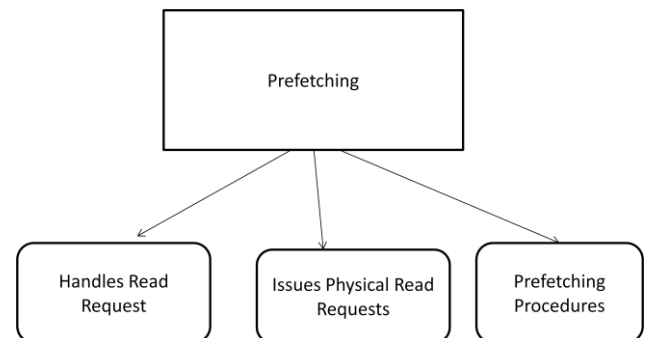 Prefetching
Handles Read
Request
Issues Physical Read
Requests
Prefetching
Procedures